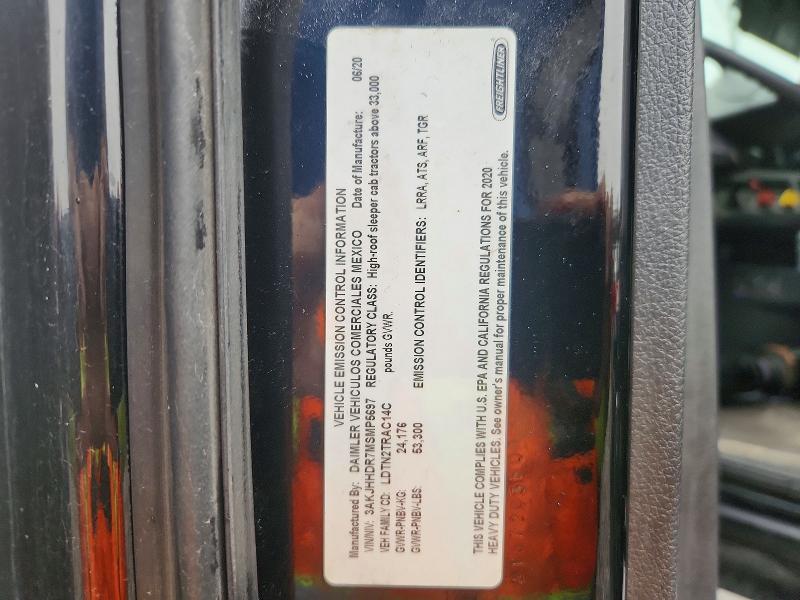 VEHICLE EMISSION CONTROL INFORMATION
Manufactured By: DAIMLER VEHICULOS COMERCIALES MEXICO Date of Manufacture: 06/20
VIN/NIV: 3AKJHHDR7MSMP5697 REGULATORY CLASS: High-roof sleeper cab tractors above 33,000
VEH FAMILY CD: LDTN2TRAC14C pounds GVWR.
GVWR-PNBV-KG: 24,176
GVWR-PNBV-LBS: 53,300 EMISSION CONTROL IDENTIFIERS: LRRA, ATS, ARF, TGR
THIS VEHICLE COMPLIES WITH U.S. EPA AND CALIFORNIA REGULATIONS FOR 2020
HEAVY DUTY VEHICLES. See owner's manual for proper maintenance of this vehicle.
FREIGHTLINER